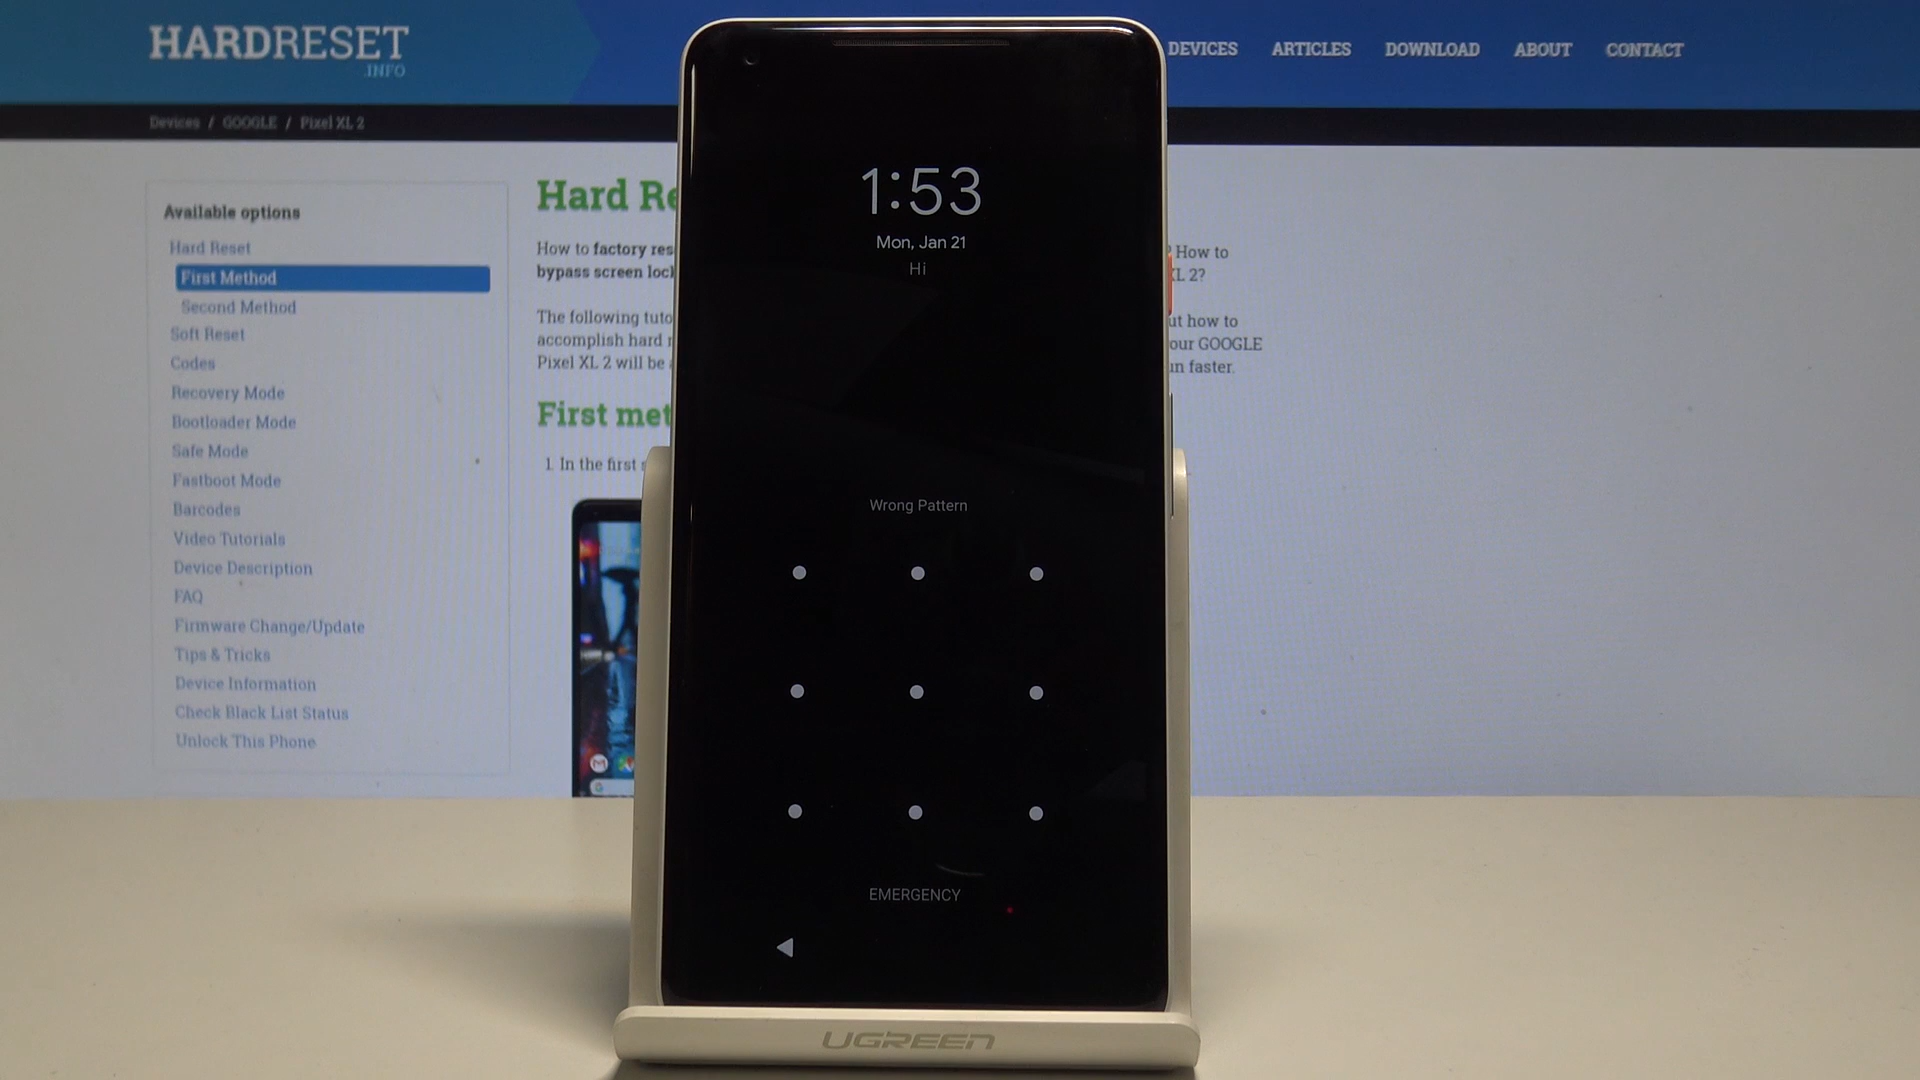 HARDRESET
.INFO
DEVICES ARTICLES DOWNLOAD ABOUT CONTACT
Devices / GOOGLE / Pixel XL 2
Available options
Hard Reset
First Method
Second Method
Soft Reset
Codes
Recovery Mode
Bootloader Mode
Safe Mode
Fastboot Mode
Barcodes
Video Tutorials
Device Description
FAQ
Firmware Change/Update
Tips & Tricks
Device Information
Check Black List Status
Unlock This Phone
Hard Re
How to factory res
? How to
bypass screen loc
XL 2?
The following tuto
ut how to
accomplish hard r
our GOOGLE
Pixel XL 2 will be
un faster.
First met
1. In the first
1:53
Mon, Jan 21
Hi
Wrong Pattern
EMERGENCY
UGREEN